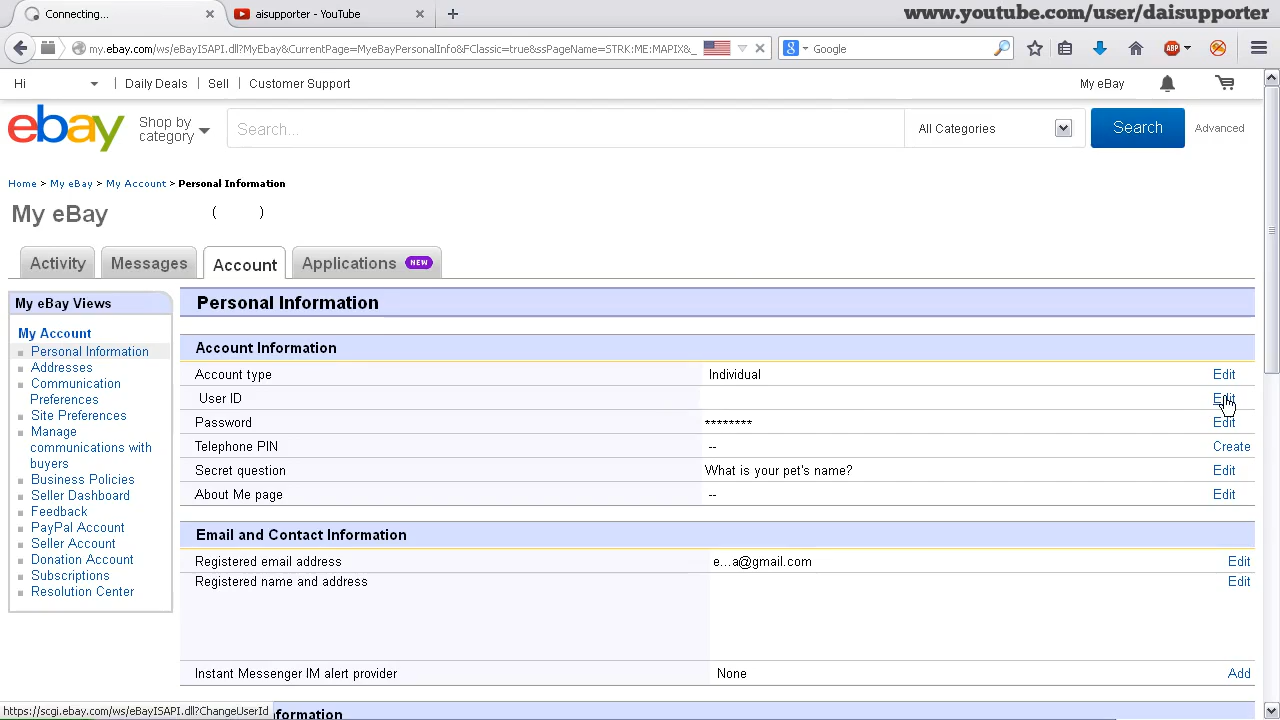 Connecting...
aisupporter - YouTube
www.youtube.com/user/daisupporter
my.ebay.com/ws/eBayISAPI.dll?MyEbay&CurrentPage=MyeBayPersonalInfo&FClassic=true&ssPageName=STRK:ME:MAPIX&_
Google
ABP
Hi
Daily Deals
Sell
Customer Support
My eBay
ebay
Shop by
category
Search...
All Categories
Search
Advanced
Home > My eBay > My Account > Personal Information
My eBay ( )
Activity
Messages
Account
Applications NEW
My eBay Views
My Account
Personal Information
Addresses
Communication
Preferences
Site Preferences
Manage
communications with
buyers
Business Policies
Seller Dashboard
Feedback
PayPal Account
Seller Account
Donation Account
Subscriptions
Resolution Center
Personal Information
Account Information
Account type Individual Edit
User ID Edit
Password ******** Edit
Telephone PIN -- Create
Secret question What is your pet's name? Edit
About Me page -- Edit
Email and Contact Information
Registered email address e...a@gmail.com Edit
Registered name and address Edit
Instant Messenger IM alert provider None Add
https://scgi.ebay.com/ws/eBayISAPI.dll?ChangeUserId